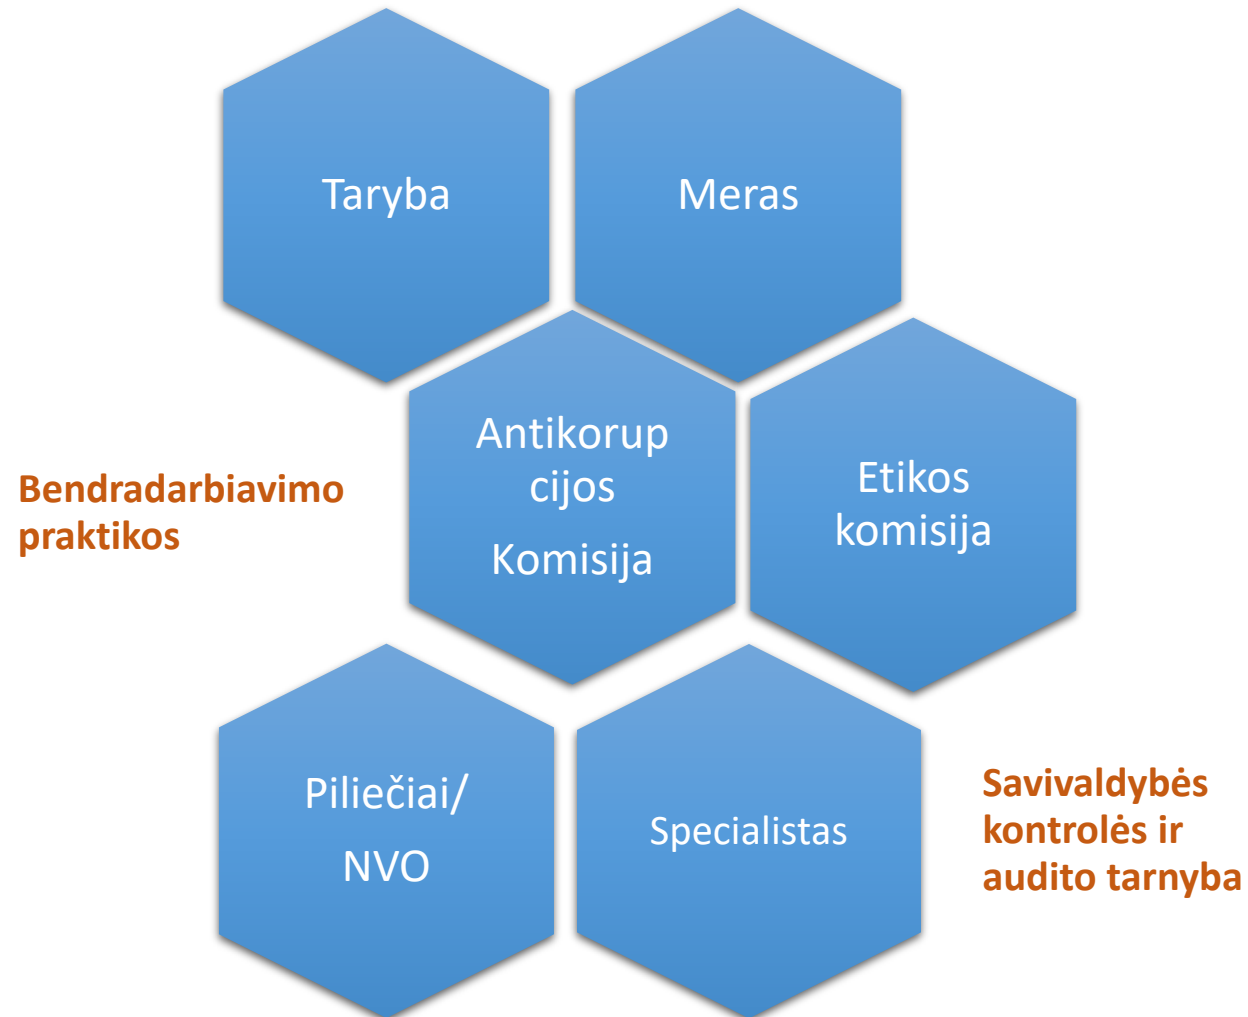 Taryba
Meras
Antikorup
cijos
Komisija
Etikos
komisija
Bendradarbiavimo
praktikos
Piliečiai/
NVO
Specialistas
Savivaldybės
kontrolės ir
audito tarnyba